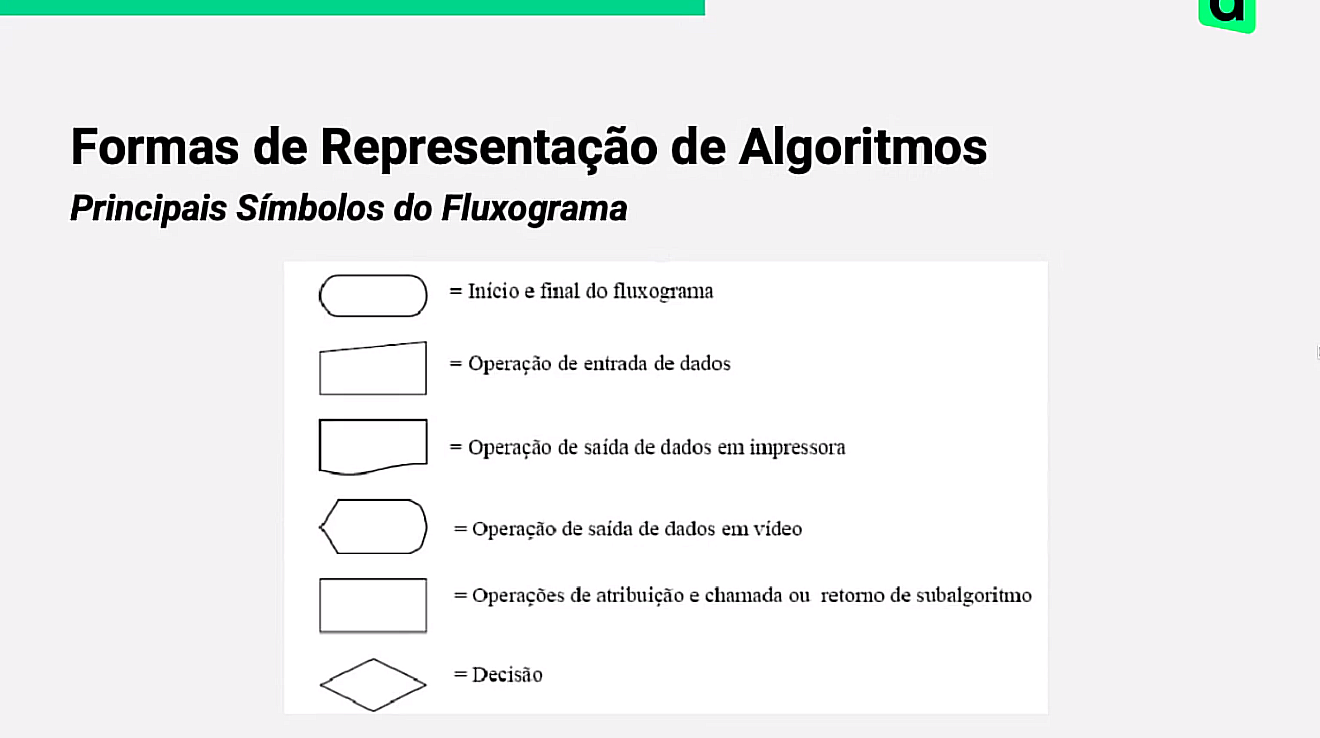 Formas de Representação de Algoritmos
Principais Símbolos do Fluxograma
= Início e final do fluxograma
= Operação de entrada de dados
= Operação de saída de dados em impressora
= Operação de saída de dados em vídeo
= Operações de atribuição e chamada ou retorno de subalgoritmo
= Decisão